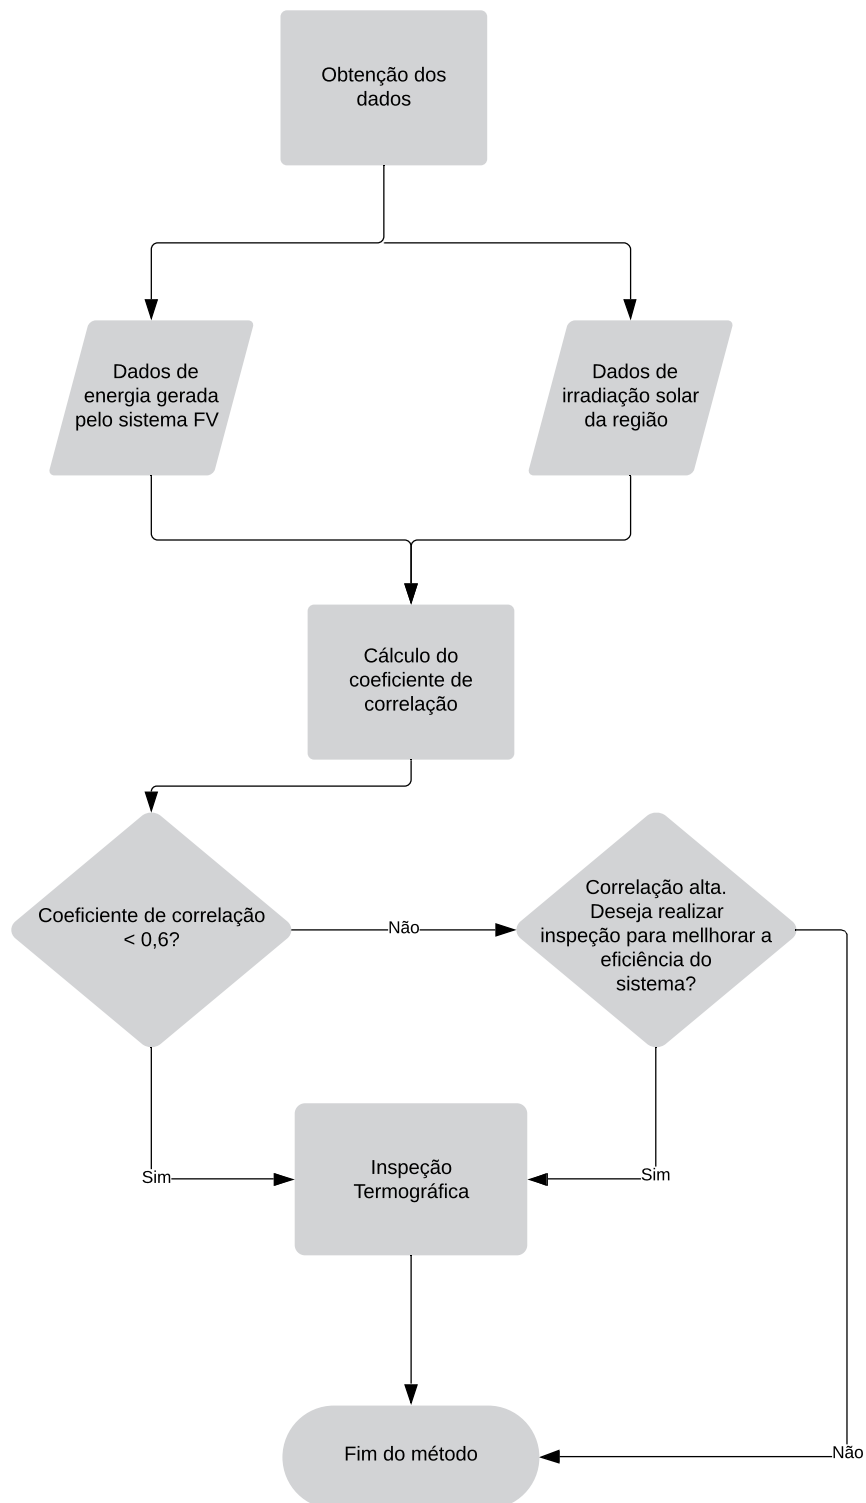 Obtenção dos
dados
Dados de
energia gerada
pelo sistema FV
Dados de
irradiação solar
da região
Cálculo do
coeficiente de
correlação
Coeficiente de correlação
< 0,6?
Não
Correlação alta.
Deseja realizar
inspeção para mellhorar a
eficiência do
sistema?
Sim
Inspeção
Termográfica
Sim
Fim do método
Não